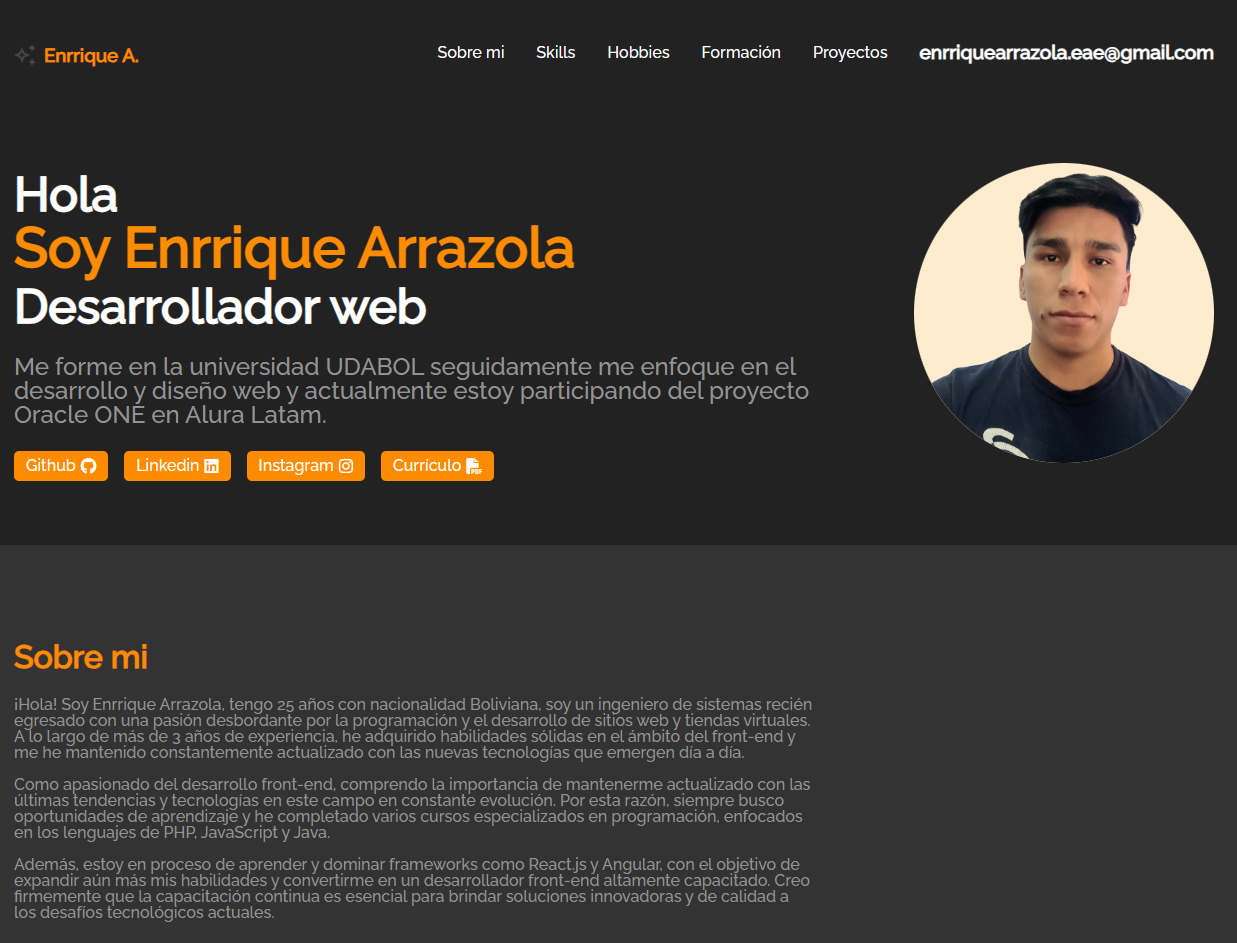 Enrrique A.
Sobre mi
Skills
Hobbies
Formación
Proyectos
enrriquearrazola.eae@gmail.com
Hola
Soy Enrrique Arrazola
Desarrollador web
Me forme en la universidad UDABOL seguidamente me enfoque en el
desarrollo y diseño web y actualmente estoy participando del proyecto
Oracle ONE en Alura Latam.
Github
Linkedin
Instagram
Currículo
PDF
S
Sobre mi
¡Hola! Soy Enrrique Arrazola, tengo 25 años con nacionalidad Boliviana, soy un ingeniero de sistemas recién
egresado con una pasión desbordante por la programación y el desarrollo de sitios web y tiendas virtuales.
A lo largo de más de 3 años de experiencia, he adquirido habilidades sólidas en el ámbito del front-end y
me he mantenido constantemente actualizado con las nuevas tecnologías que emergen día a día.
Como apasionado del desarrollo front-end, comprendo la importancia de mantenerme actualizado con las
últimas tendencias y tecnologías en este campo en constante evolución. Por esta razón, siempre busco
oportunidades de aprendizaje y he completado varios cursos especializados en programación, enfocados
en los lenguajes de PHP, JavaScript y Java.
Además, estoy en proceso de aprender y dominar frameworks como React.js y Angular, con el objetivo de
expandir aún más mis habilidades y convertirme en un desarrollador front-end altamente capacitado. Creo
firmemente que la capacitación continua es esencial para brindar soluciones innovadoras y de calidad a
los desafíos tecnológicos actuales.